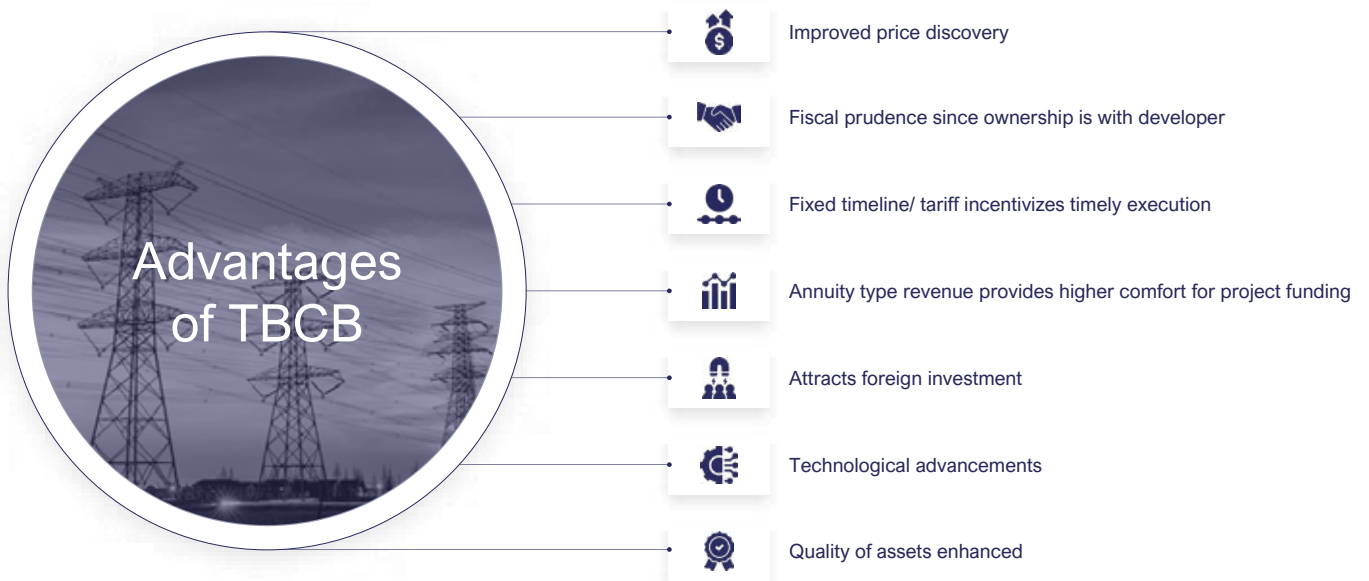 Advantages
of TBCB
Improved price discovery
Fiscal prudence since ownership is with developer
Fixed timeline/ tariff incentivizes timely execution
Annuity type revenue provides higher comfort for project funding
Attracts foreign investment
Technological advancements
Quality of assets enhanced